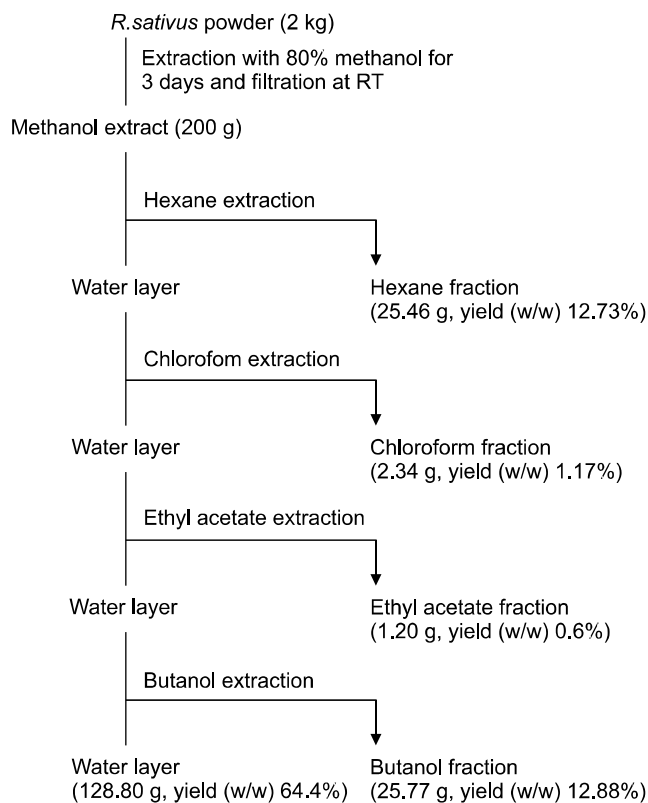 R.sativus powder (2 kg)
Extraction with 80% methanol for
3 days and filtration at RT
Methanol extract (200 g)
Hexane extraction
Water layer
Hexane fraction
(25.46 g, yield (w/w) 12.73%)
Chlorofom extraction
Water layer
Chloroform fraction
(2.34 g, yield (w/w) 1.17%)
Ethyl acetate extraction
Water layer
Ethyl acetate fraction
(1.20 g, yield (w/w) 0.6%)
Butanol extraction
Water layer
(128.80 g, yield (w/w) 64.4%)
Butanol fraction
(25.77 g, yield (w/w) 12.88%)